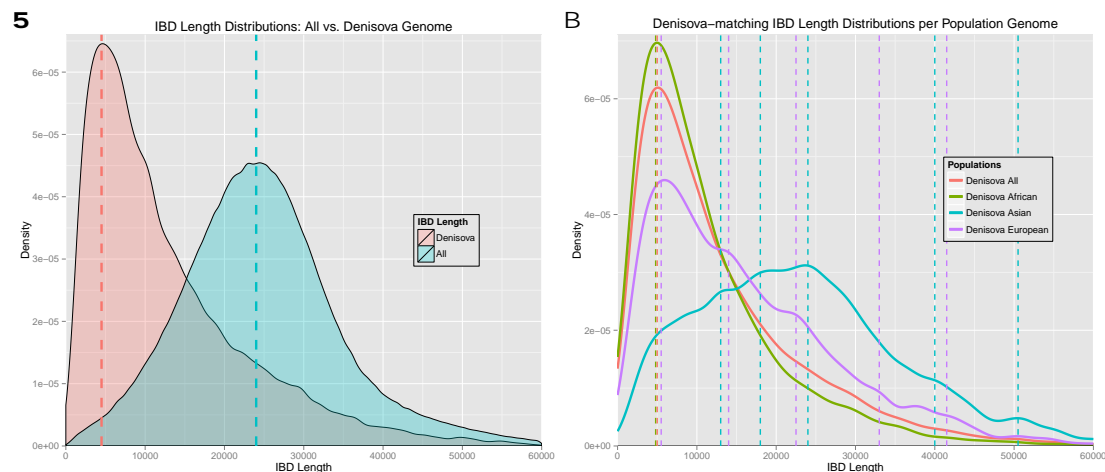 5
IBD Length Distributions: All vs. Denisova Genome
6e−05
5e−05
4e−05
3e−05
2e−05
1e−05
0e+00
Density
0
10000
20000
30000
40000
50000
60000
IBD Length
IBD Length
Denisova
All
B
Denisova−matching IBD Length Distributions per Population Genome
6e−05
4e−05
2e−05
0e+00
Density
0
10000
20000
30000
40000
50000
60000
IBD Length
Populations
Denisova All
Denisova African
Denisova Asian
Denisova European